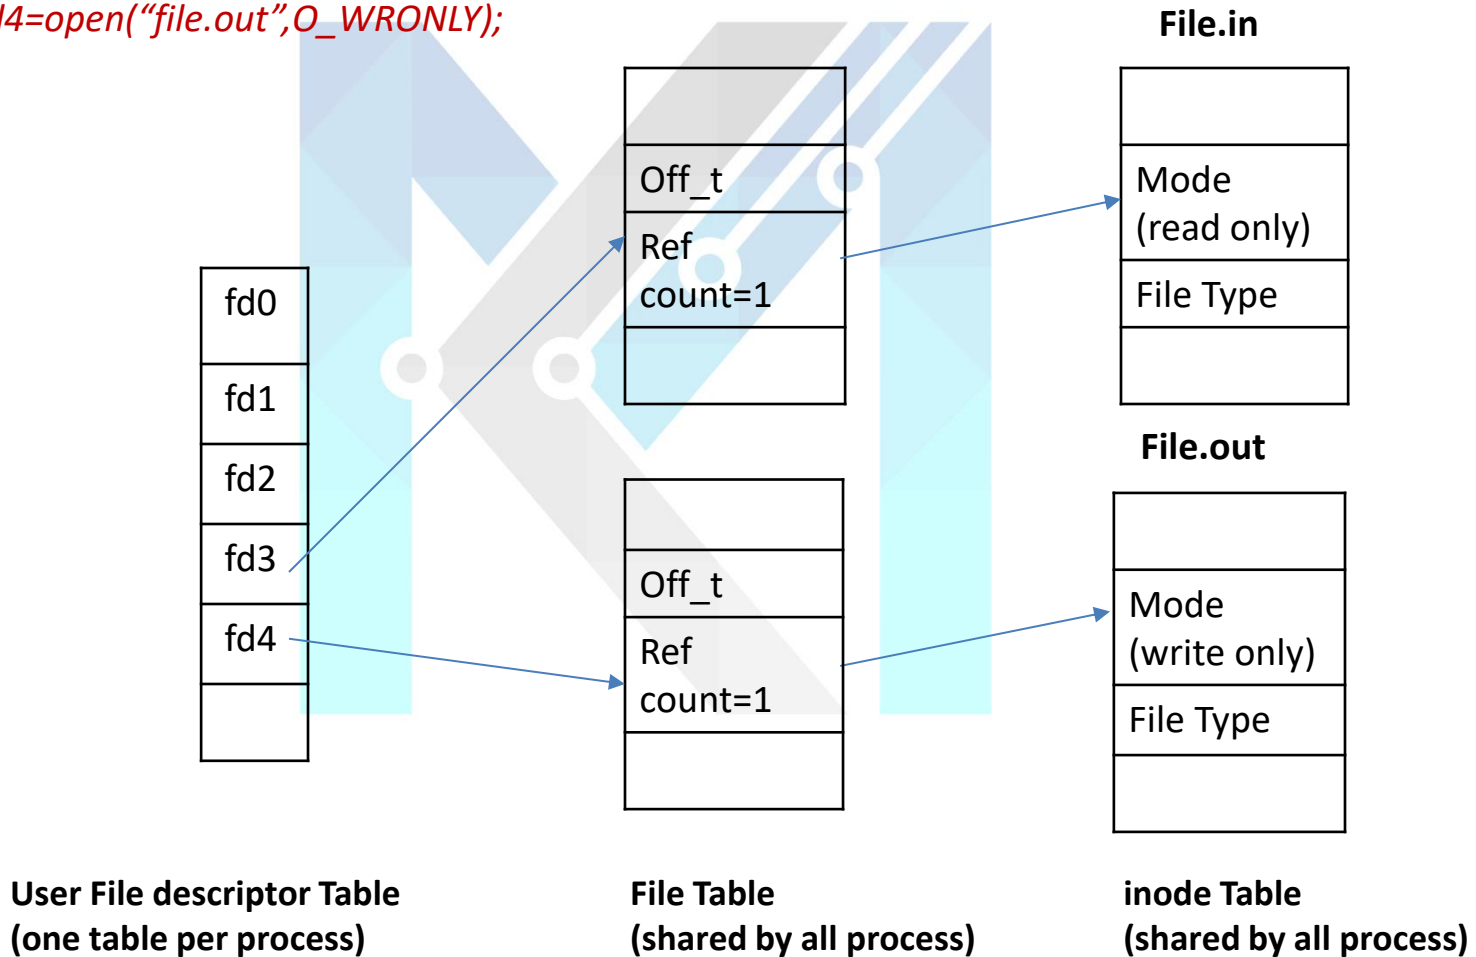 d4=open(“file.out”,O_WRONLY);
File.in
Off_t
Ref
count=1
Mode
(read only)
File Type
fd0
fd1
fd2
fd3
fd4
File.out
Off_t
Ref
count=1
Mode
(write only)
File Type
User File descriptor Table
(one table per process)
File Table
(shared by all process)
inode Table
(shared by all process)